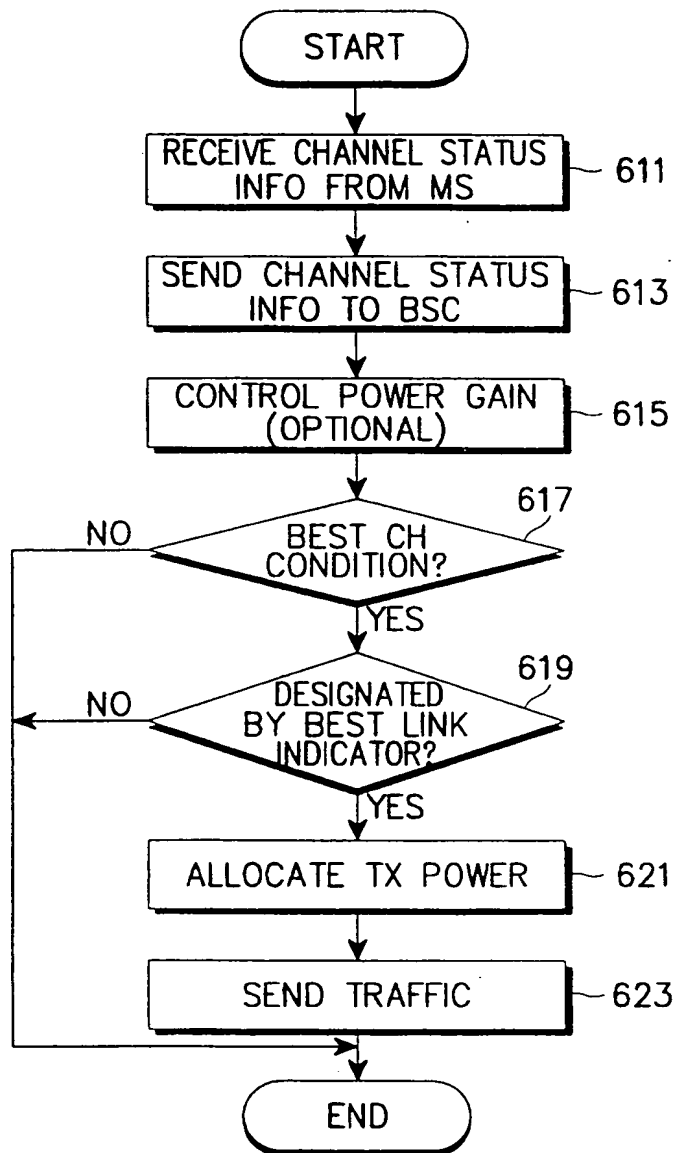 START
RECEIVE CHANNEL STATUS
INFO FROM MS
611
SEND CHANNEL STATUS
INFO TO BSC
613
CONTROL POWER GAIN
(OPTIONAL)
615
617
NO
BEST CH
CONDITION?
YES
619
NO
DESIGNATED
BY BEST LINK
INDICATOR?
YES
ALLOCATE TX POWER
621
SEND TRAFFIC
623
END